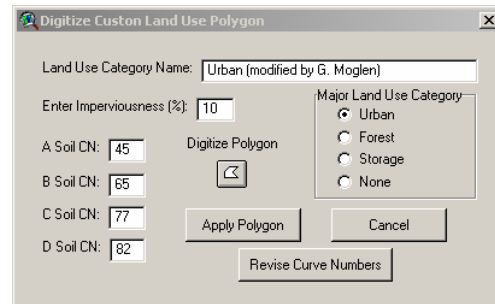 Digitize Custon Land Use Polygon
Land Use Category Name: Urban (modified by G. Moglen)
Enter Imperviousness (%): 10
Major Land Use Category
Urban
Forest
Storage
None
A Soil CN: 45
Digitize Polygon
B Soil CN: 65
C Soil CN: 77
D Soil CN: 82
Apply Polygon
Cancel
Revise Curve Numbers